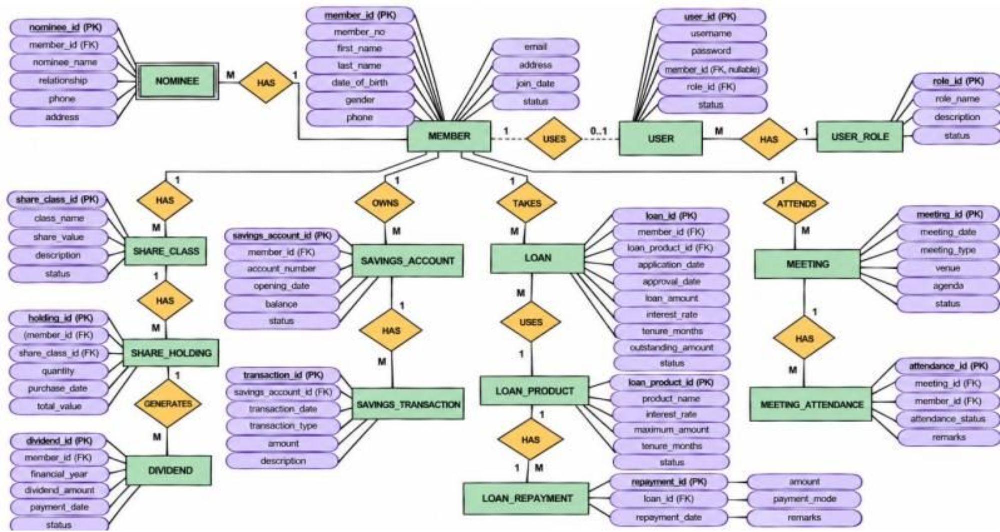 nominee_id (PK)
member_id (FK)
nominee_name
relationship
phone
address
NOMINEE
M
HAS
1
member_id (PK)
member_no
first_name
last_name
date_of_birth
gender
phone
email
address
join_date
status
MEMBER
1
USES
0..1
user_id (PK)
username
password
member_id (FK, nullable)
role_id (FK)
status
USER
M
HAS
1
role_id (PK)
role_name
description
status
USER_ROLE
1
HAS
M
share_class_id (PK)
class_name
share_value
description
status
SHARE_CLASS
1
HAS
M
holding_id (PK)
(member_id (FK)
share_class_id (FK)
quantity
purchase_date
total_value
SHARE_HOLDING
1
GENERATES
M
dividend_id (PK)
member_id (FK)
financial_year
dividend_amount
payment_date
status
DIVIDEND
1
OWNS
M
savings_account_id (PK)
member_id (FK)
account_number
opening_date
balance
status
SAVINGS_ACCOUNT
1
HAS
M
transaction_id (PK)
savings_account_id (FK)
transaction_date
transaction_type
amount
description
SAVINGS_TRANSACTION
1
TAKES
M
LOAN
loan_id (PK)
member_id (FK)
loan_product_id (FK)
application_date
approval_date
loan_amount
interest_rate
tenure_months
outstanding_amount
status
M
USES
1
LOAN_PRODUCT
loan_product_id (PK)
product_name
interest_rate
maximum_amount
tenure_months
status
1
HAS
1 M
LOAN_REPAYMENT
repayment_id (PK)
loan_id (FK)
repayment_date
amount
payment_mode
remarks
1
ATTENDS
M
MEETING
meeting_id (PK)
meeting_date
meeting_type
venue
agenda
status
1
HAS
M
MEETING_ATTENDANCE
attendance_id (PK)
meeting_id (FK)
member_id (FK)
attendance_status
remarks